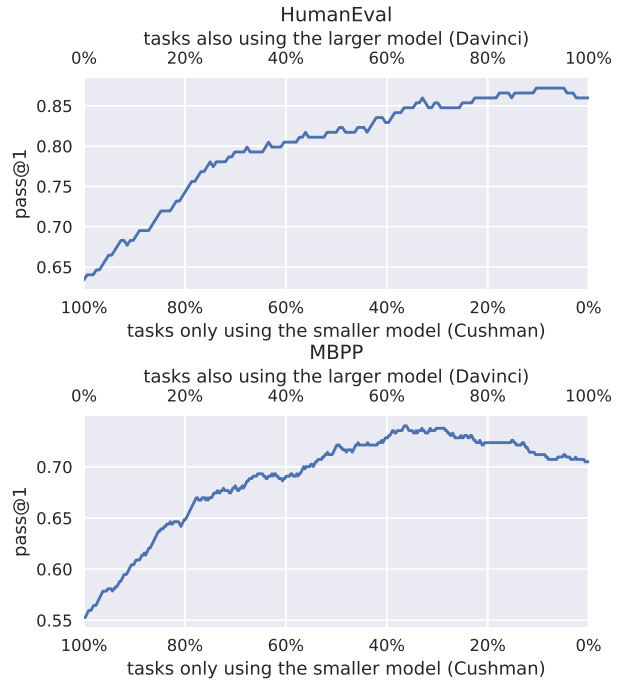 HumanEval
tasks also using the larger model (Davinci)
0% 20% 40% 60% 80% 100%
0.85
0.80
0.75
0.70
0.65
pass@1
100% 80% 60% 40% 20% 0%
tasks only using the smaller model (Cushman)
MBPP
tasks also using the larger model (Davinci)
0% 20% 40% 60% 80% 100%
0.70
0.65
0.60
0.55
pass@1
100% 80% 60% 40% 20% 0%
tasks only using the smaller model (Cushman)